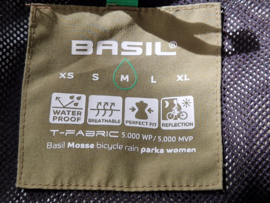 BASIL®
XS S M L XL
WATER PROOF BREATHABLE PERFECT FIT REFLECTION
T-FABRIC 5.000 WP/5.000 MVP
Basil Mosse bicycle rain parka women